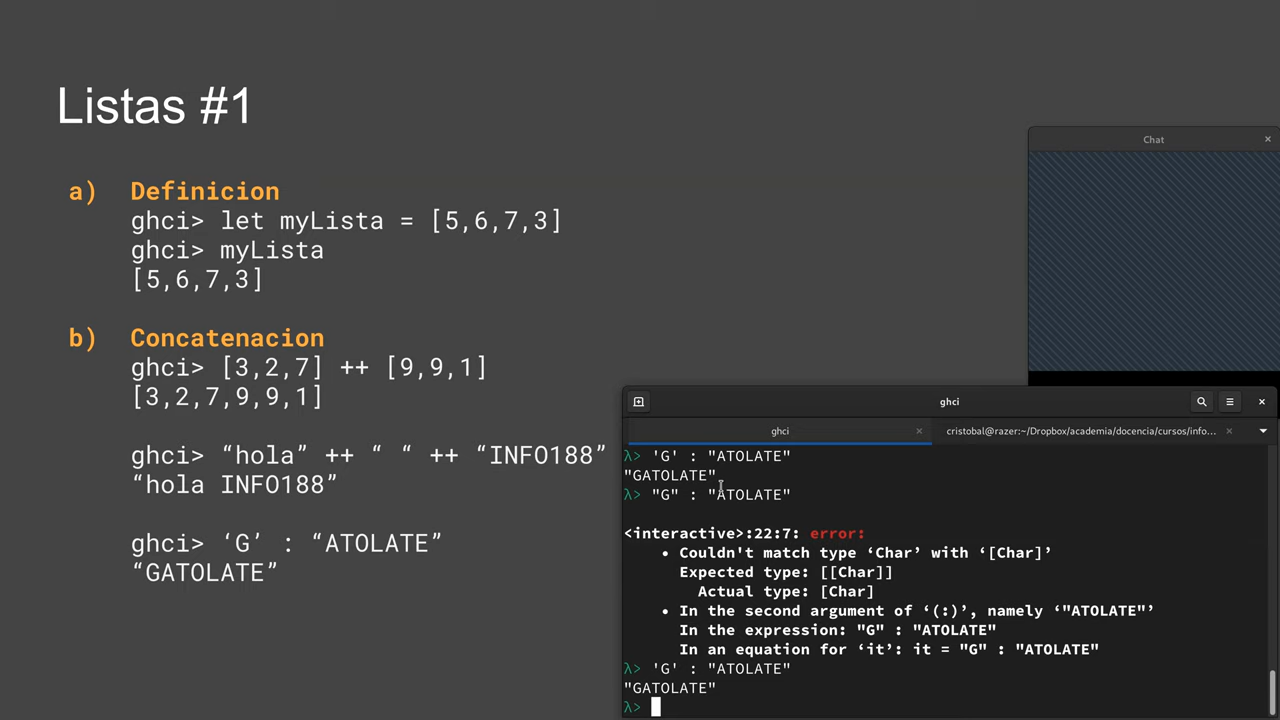 Listas #1
a) Definicion
ghci> let myLista = [5,6,7,3]
ghci> myLista
[5,6,7,3]
b) Concatenacion
ghci> [3,2,7] ++ [9,9,1]
[3,2,7,9,9,1]
ghci> “hola” ++ “ “ ++ “INFO188”
“hola INFO188”
ghci> ‘G’ : “ATOLATE”
“GATOLATE”
Chat ×
ghci ×
ghci × cristobal@razer:~/Dropbox/academia/docencia/cursos/info... ×
λ> 'G' : "ATOLATE"
"GATOLATE"
λ> "G" : "ATOLATE"
<interactive>:22:7: error:
• Couldn't match type ‘Char’ with ‘[Char]’
Expected type: [[Char]]
Actual type: [Char]
• In the second argument of ‘(:)’, namely ‘"ATOLATE"’
In the expression: "G" : "ATOLATE"
In an equation for ‘it’: it = "G" : "ATOLATE"
λ> 'G' : "ATOLATE"
"GATOLATE"
λ>